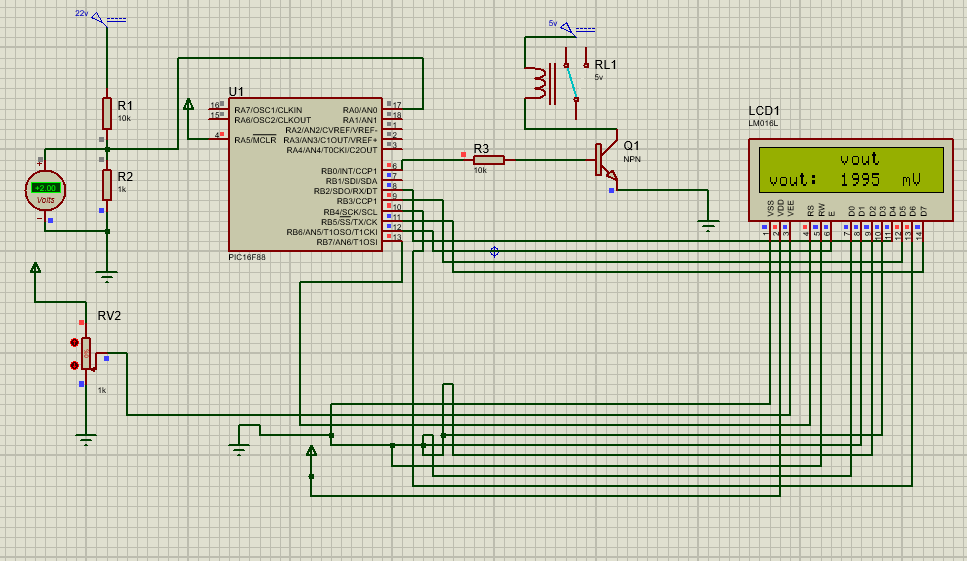 22v
R1
10k
R2
1k
+
+2.00
Volts
-
U1
16 RA7/OSC1/CLKIN RA0/AN0 17
15 RA6/OSC2/CLKOUT RA1/AN1 18
RA2/AN2/CVREF/VREF- 1
4 RA5/MCLR RA3/AN3/C1OUT/VREF+ 2
RA4/AN4/T0CKI/C2OUT 3
RB0/INT/CCP1 6
RB1/SDI/SDA 7
RB2/SDO/RX/DT 8
RB3/CCP1 9
RB4/SCK/SCL 10
RB5/SS/TX/CK 11
RB6/AN5/T1OSO/T1CKI 12
RB7/AN6/T1OSI 13
PIC16F88
5v
RL1
5v
R3
10k
Q1
NPN
LCD1
LM016L
vout
vout: 1995 mV
VSS VDD VEE RS RW E D0 D1 D2 D3 D4 D5 D6 D7
1 2 3 4 5 6 7 8 9 10 11 12 13 14
RV2
1k